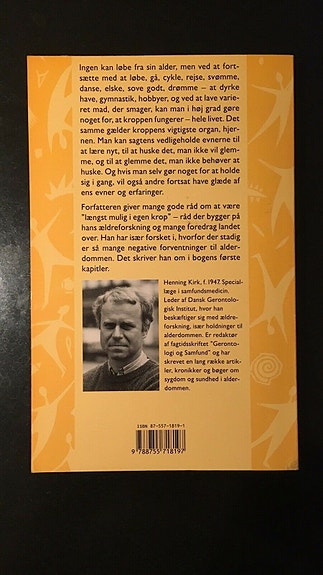 Ingen kan løbe fra sin alder, men ved at fort-
sætte med at løbe, gå, cykle, rejse, svømme,
danse, elske, sove godt, drømme – at dyrke
have, gymnastik, hobbyer, og ved at lave varie-
ret mad, der smager, kan man i høj grad gøre
noget for, at kroppen fungerer – hele livet. Det
samme gælder kroppens vigtigste organ, hjer-
nen. Man kan sagtens vedligeholde evnerne til
at lære nyt, til at huske det, man ikke vil glem-
me, og til at glemme det, man ikke behøver at
huske. Og hvis man selv gør noget for at holde
sig i gang, vil også andre fortsat have glæde af
ens evner og erfaringer.
Forfatteren giver mange gode råd om at være
"længst mulig i egen krop" – råd der bygger på
hans ældreforskning og mange foredrag landet
over. Han har især forsket i, hvorfor der stadig
er så mange negative forventninger til alder-
dommen. Det skriver han om i bogens første
kapitler.
Henning Kirk, f. 1947. Special-
læge i samfundsmedicin.
Leder af Dansk Gerontolo-
gisk Institut, hvor han
beskæftiger sig med ældre-
forskning, især holdninger til
alderdommen. Er redaktør
af fagtidsskriftet "Gerontolo-
gi og Samfund" og har
skrevet en lang række artik-
ler, kronikker og bøger om
sygdom og sundhed i alder-
dommen.
ISBN 87-557-1819-1
9 788755 718197